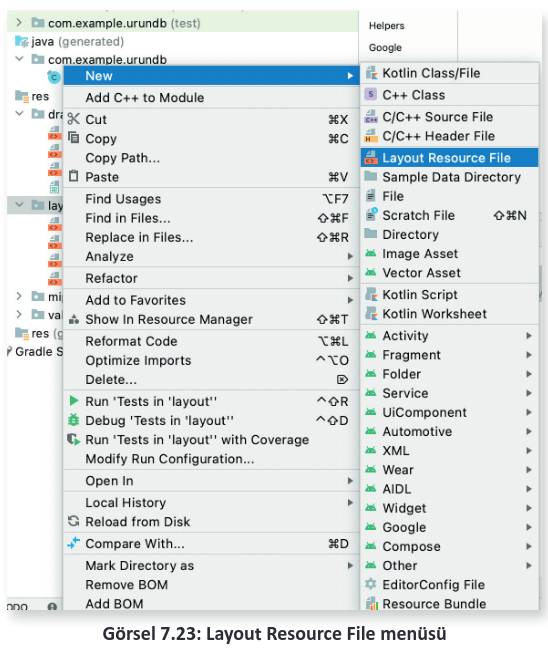 com.example.urundb (test)
java (generated)
com.example.urundb
res
dra
lay
mi
val
res (g
Gradle S
ODO
Helpers
Google
New
Add C++ to Module
Cut ⌘X
Copy ⌘C
Copy Path...
Paste ⌘V
Find Usages ⌥F7
Find in Files... ⇧⌘F
Replace in Files... ⇧⌘R
Analyze
Refactor
Add to Favorites
Show In Resource Manager ⇧⌘T
Reformat Code ⌥⌘L
Optimize Imports ^⌥O
Delete... ⌦
Run 'Tests in 'layout'' ^⇧R
Debug 'Tests in 'layout'' ^⇧D
Run 'Tests in 'layout'' with Coverage
Modify Run Configuration...
Open In
Local History
Reload from Disk
Compare With... ⌘D
Mark Directory as
Remove BOM
Add BOM
Kotlin Class/File
C++ Class
C/C++ Source File
C/C++ Header File
Layout Resource File
Sample Data Directory
File
Scratch File ⇧⌘N
Directory
Image Asset
Vector Asset
Kotlin Script
Kotlin Worksheet
Activity
Fragment
Folder
Service
UiComponent
Automotive
XML
Wear
AIDL
Widget
Google
Compose
Other
EditorConfig File
Resource Bundle
Görsel 7.23: Layout Resource File menüsü